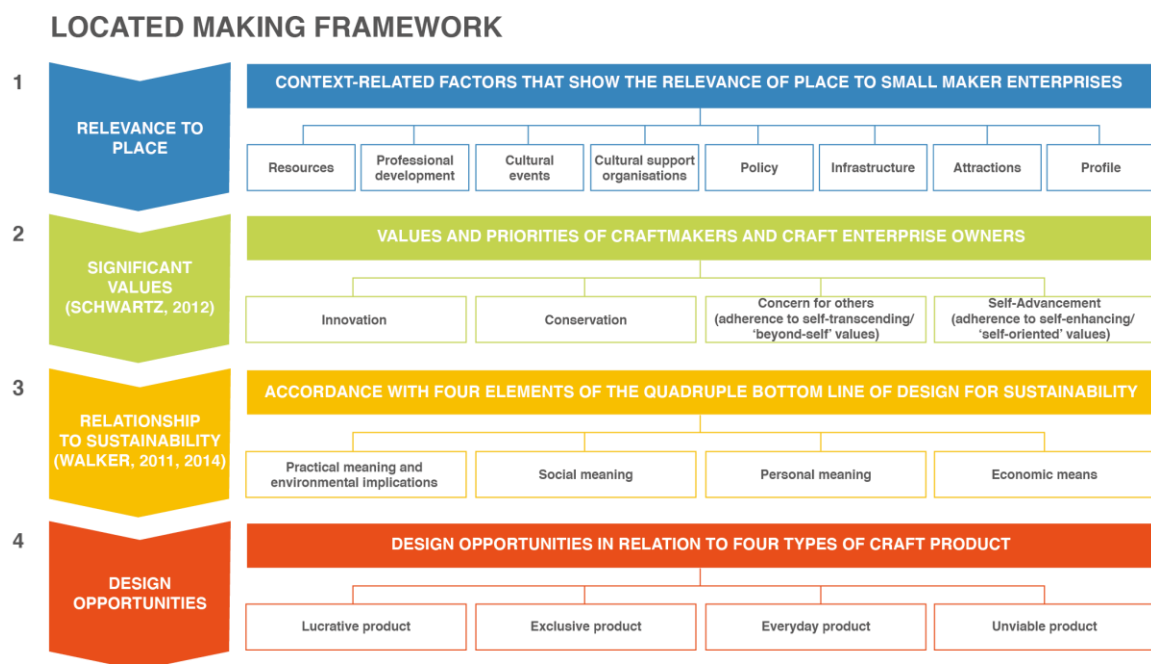 LOCATED MAKING FRAMEWORK
1
RELEVANCE TO
PLACE
CONTEXT-RELATED FACTORS THAT SHOW THE RELEVANCE OF PLACE TO SMALL MAKER ENTERPRISES
Resources
Professional
development
Cultural
events
Cultural support
organisations
Policy
Infrastructure
Attractions
Profile
2
SIGNIFICANT
VALUES
(SCHWARTZ, 2012)
VALUES AND PRIORITIES OF CRAFTMAKERS AND CRAFT ENTERPRISE OWNERS
Innovation
Conservation
Concern for others
(adherence to self-transcending/
‘beyond-self’ values)
Self-Advancement
(adherence to self-enhancing/
‘self-oriented’ values)
3
RELATIONSHIP
TO SUSTAINABILITY
(WALKER, 2011, 2014)
ACCORDANCE WITH FOUR ELEMENTS OF THE QUADRUPLE BOTTOM LINE OF DESIGN FOR SUSTAINABILITY
Practical meaning and
environmental implications
Social meaning
Personal meaning
Economic means
4
DESIGN
OPPORTUNITIES
DESIGN OPPORTUNITIES IN RELATION TO FOUR TYPES OF CRAFT PRODUCT
Lucrative product
Exclusive product
Everyday product
Unviable product